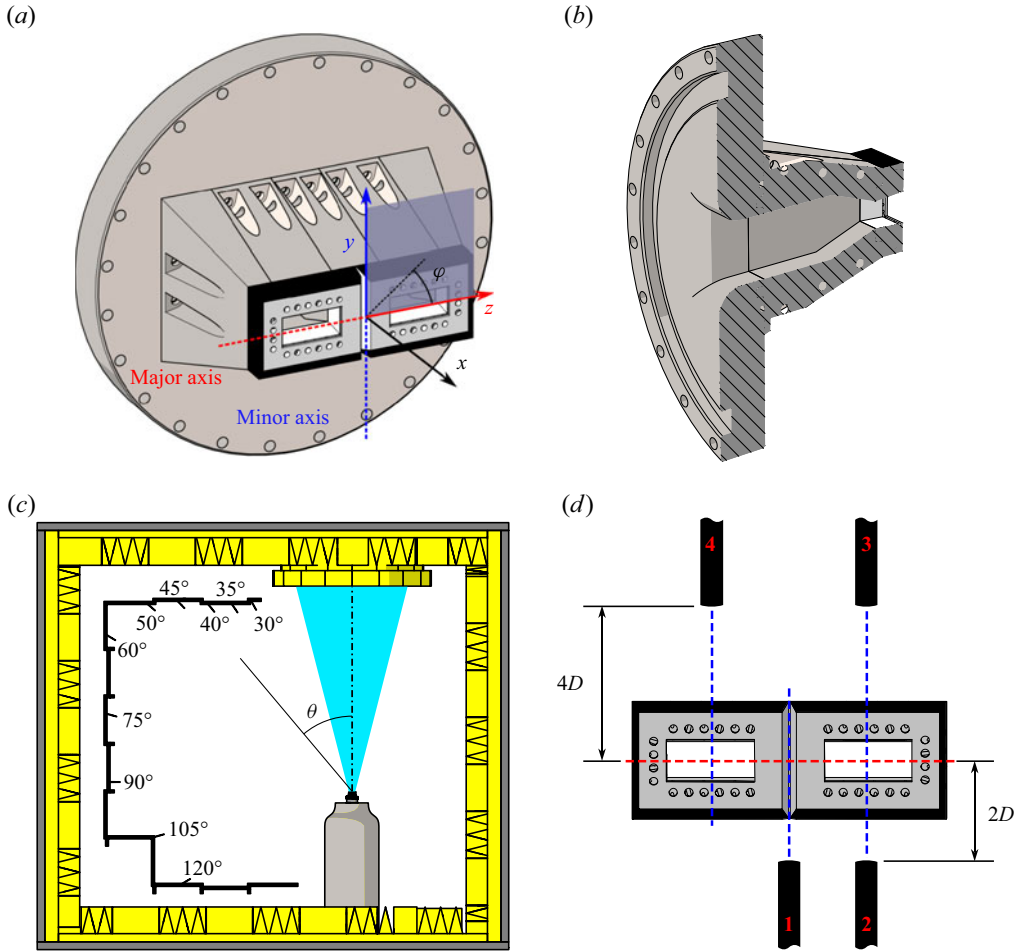 (a)
(b)
y
φ
z
x
Major axis
Minor axis
(c)
(d)
45°
35°
50°
40°
30°
60°
θ
75°
90°
105°
120°
4
3
4D
2D
1
2